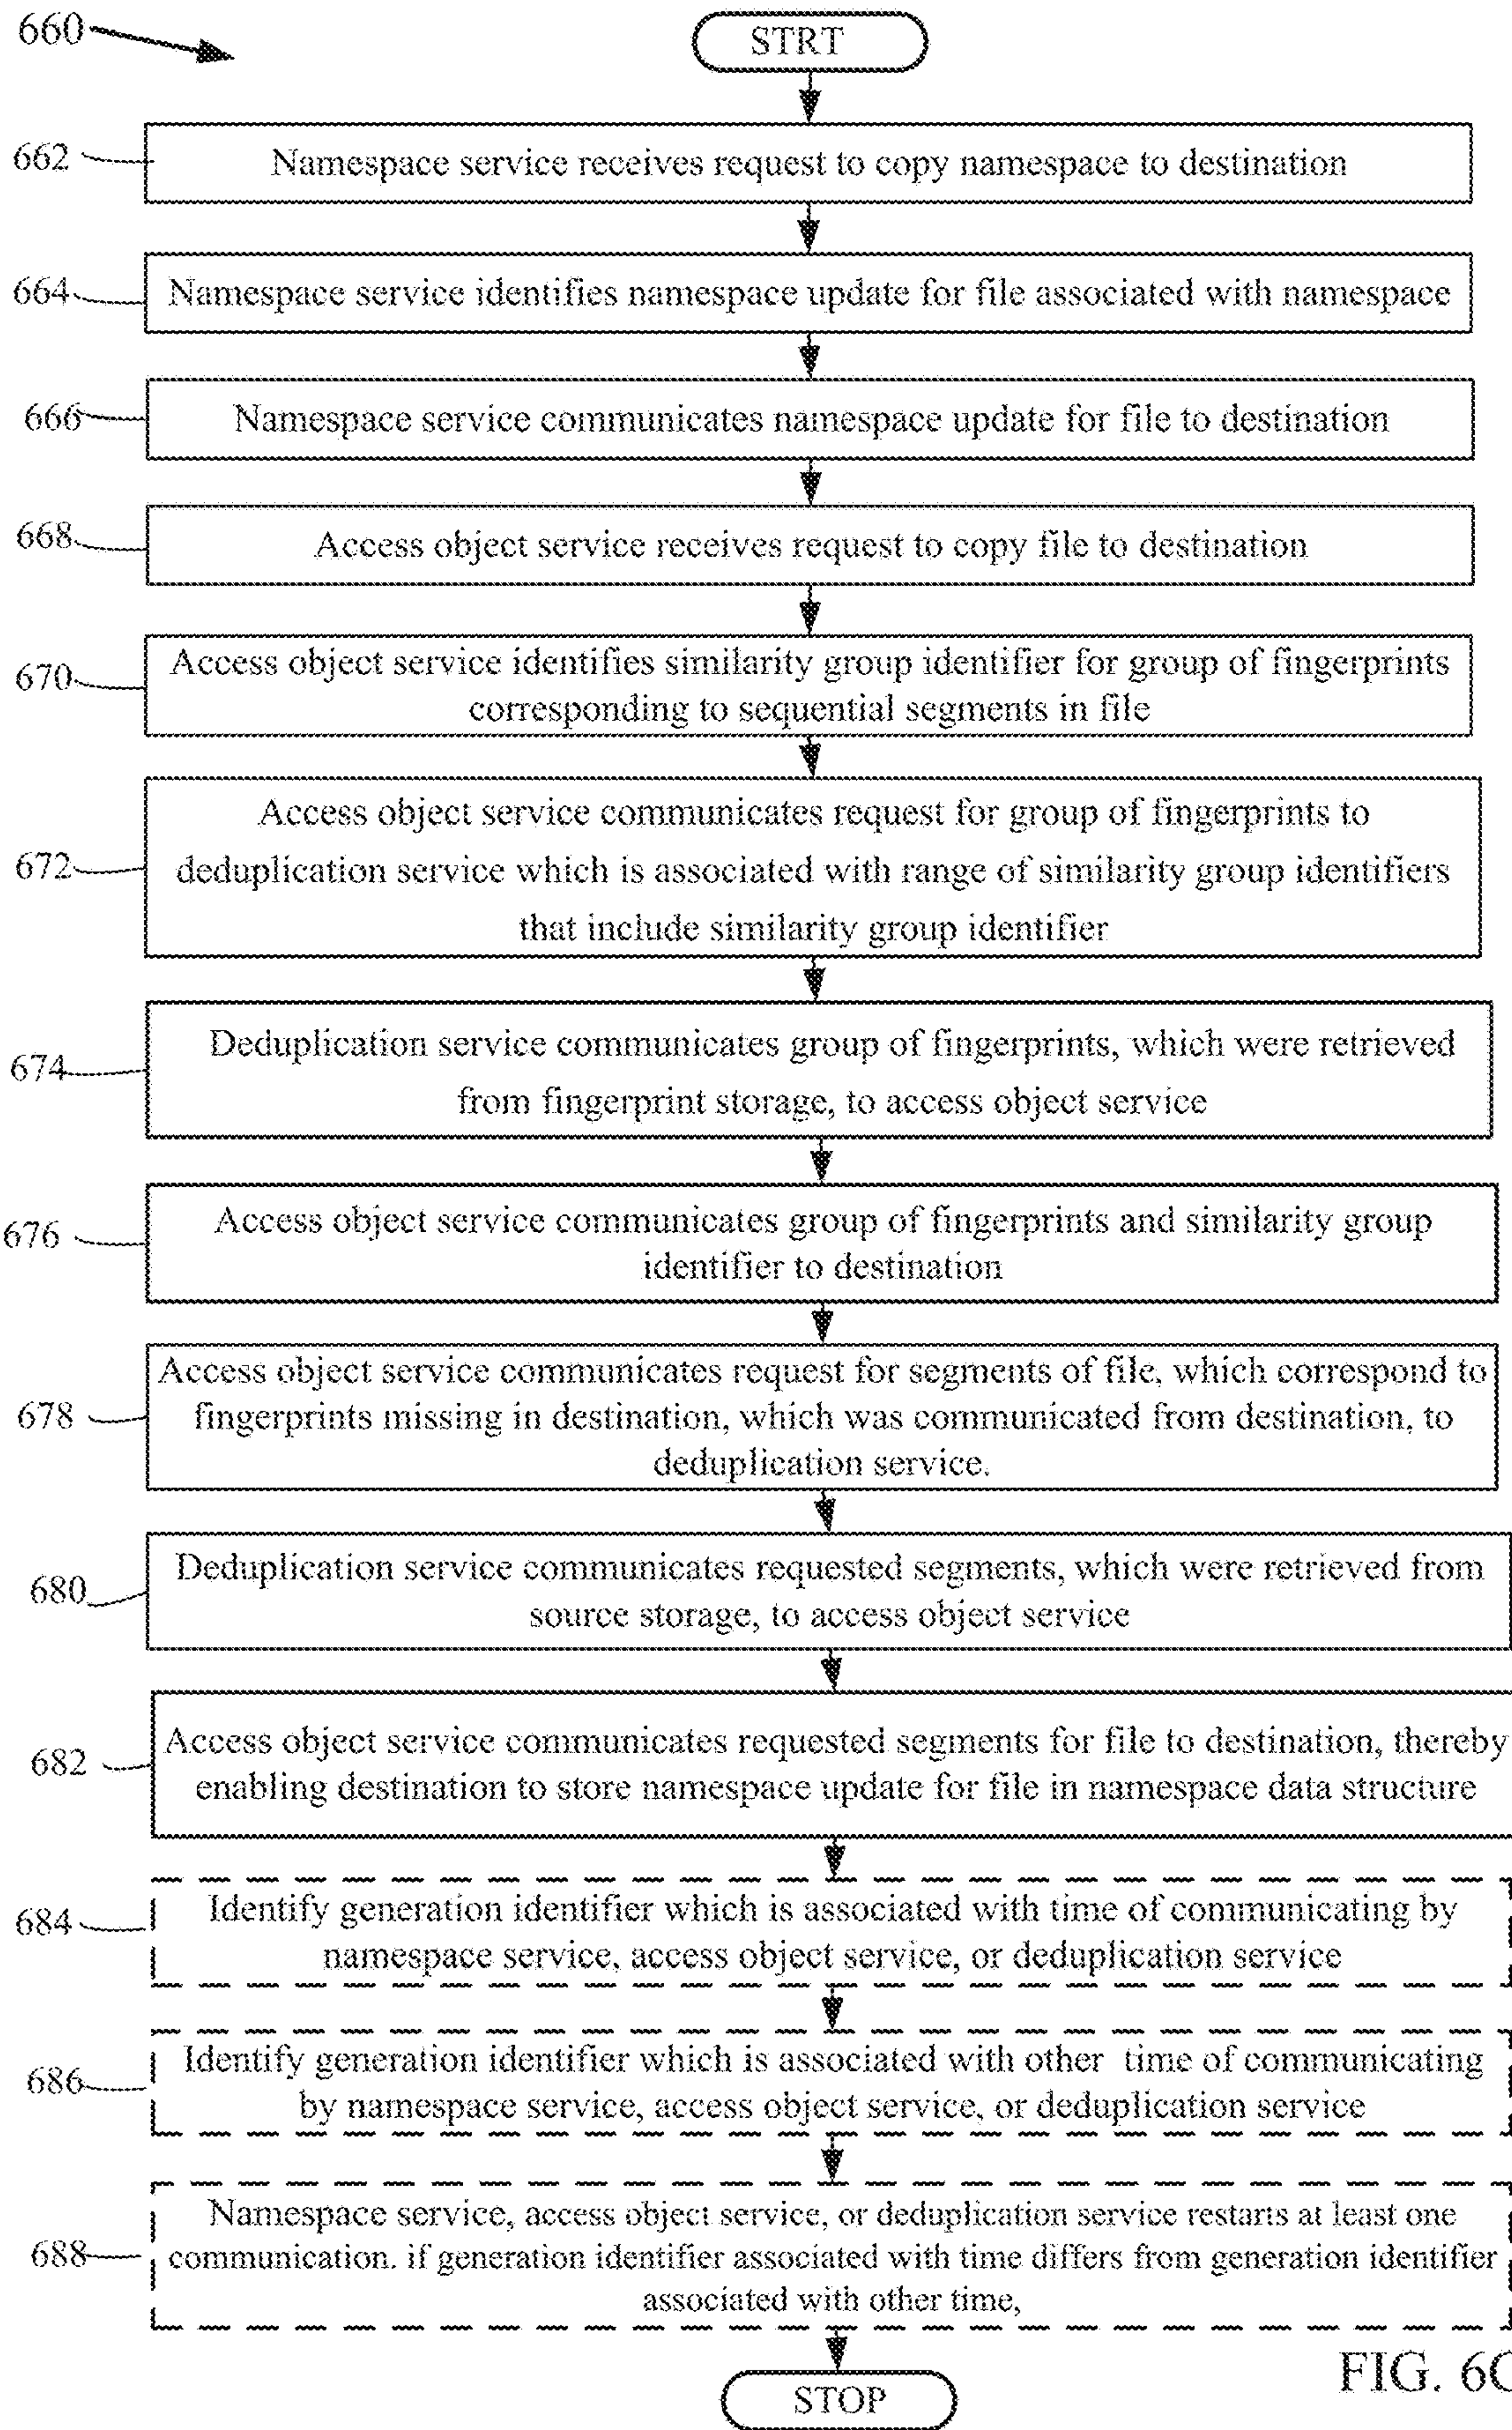 660
STRT
662
Namespace service receives request to copy namespace to destination
664
Namespace service identifies namespace update for file associated with namespace
666
Namespace service communicates namespace update for file to destination
668
Access object service receives request to copy file to destination
670
Access object service identifies similarity group identifier for group of fingerprints
corresponding to sequential segments in file
672
Access object service communicates request for group of fingerprints to
deduplication service which is associated with range of similarity group identifiers
that include similarity group identifier
674
Deduplication service communicates group of fingerprints, which were retrieved
from fingerprint storage, to access object service
676
Access object service communicates group of fingerprints and similarity group
identifier to destination
678
Access object service communicates request for segments of file, which correspond to
fingerprints missing in destination, which was communicated from destination, to
deduplication service.
680
Deduplication service communicates requested segments, which were retrieved from
source storage, to access object service
682
Access object service communicates requested segments for file to destination, thereby
enabling destination to store namespace update for file in namespace data structure
684
Identify generation identifier which is associated with time of communicating by
namespace service, access object service, or deduplication service
686
Identify generation identifier which is associated with other time of communicating
by namespace service, access object service, or deduplication service
688
Namespace service, access object service, or deduplication service restarts at least one
communication. if generation identifier associated with time differs from generation identifier
associated with other time,
STOP
FIG. 6C